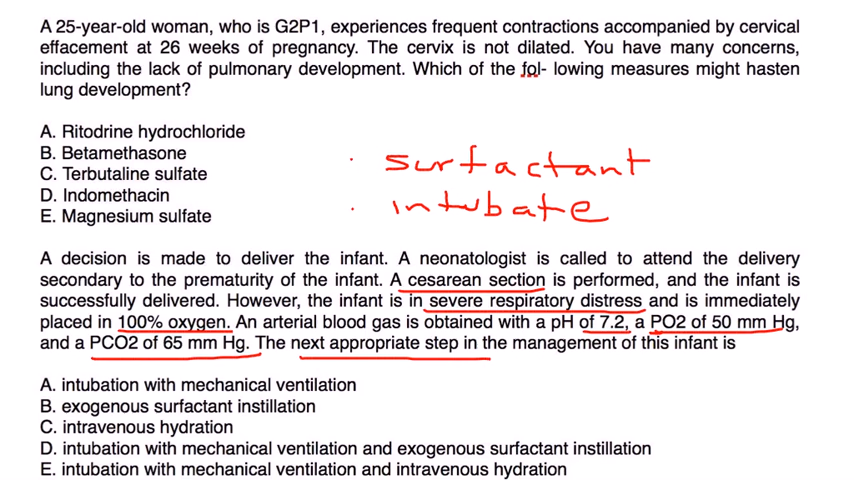 A 25-year-old woman, who is G2P1, experiences frequent contractions accompanied by cervical
effacement at 26 weeks of pregnancy. The cervix is not dilated. You have many concerns,
including the lack of pulmonary development. Which of the fol- lowing measures might hasten
lung development?
A. Ritodrine hydrochloride
B. Betamethasone
C. Terbutaline sulfate
D. Indomethacin
E. Magnesium sulfate
surfactant
intubate
A decision is made to deliver the infant. A neonatologist is called to attend the delivery
secondary to the prematurity of the infant. A cesarean section is performed, and the infant is
successfully delivered. However, the infant is in severe respiratory distress and is immediately
placed in 100% oxygen. An arterial blood gas is obtained with a pH of 7.2, a PO2 of 50 mm Hg,
and a PCO2 of 65 mm Hg. The next appropriate step in the management of this infant is
A. intubation with mechanical ventilation
B. exogenous surfactant instillation
C. intravenous hydration
D. intubation with mechanical ventilation and exogenous surfactant instillation
E. intubation with mechanical ventilation and intravenous hydration